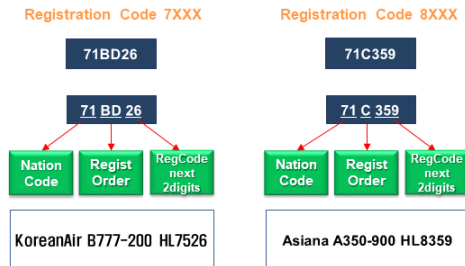 Registration Code 7XXX
71BD26
71 BD 26
Nation
Code
Regist
Order
RegCode
next
2digits
KoreanAir B777-200 HL7526
Registration Code 8XXX
71C359
71 C 359
Nation
Code
Regist
Order
RegCode
next
2digits
Asiana A350-900 HL8359